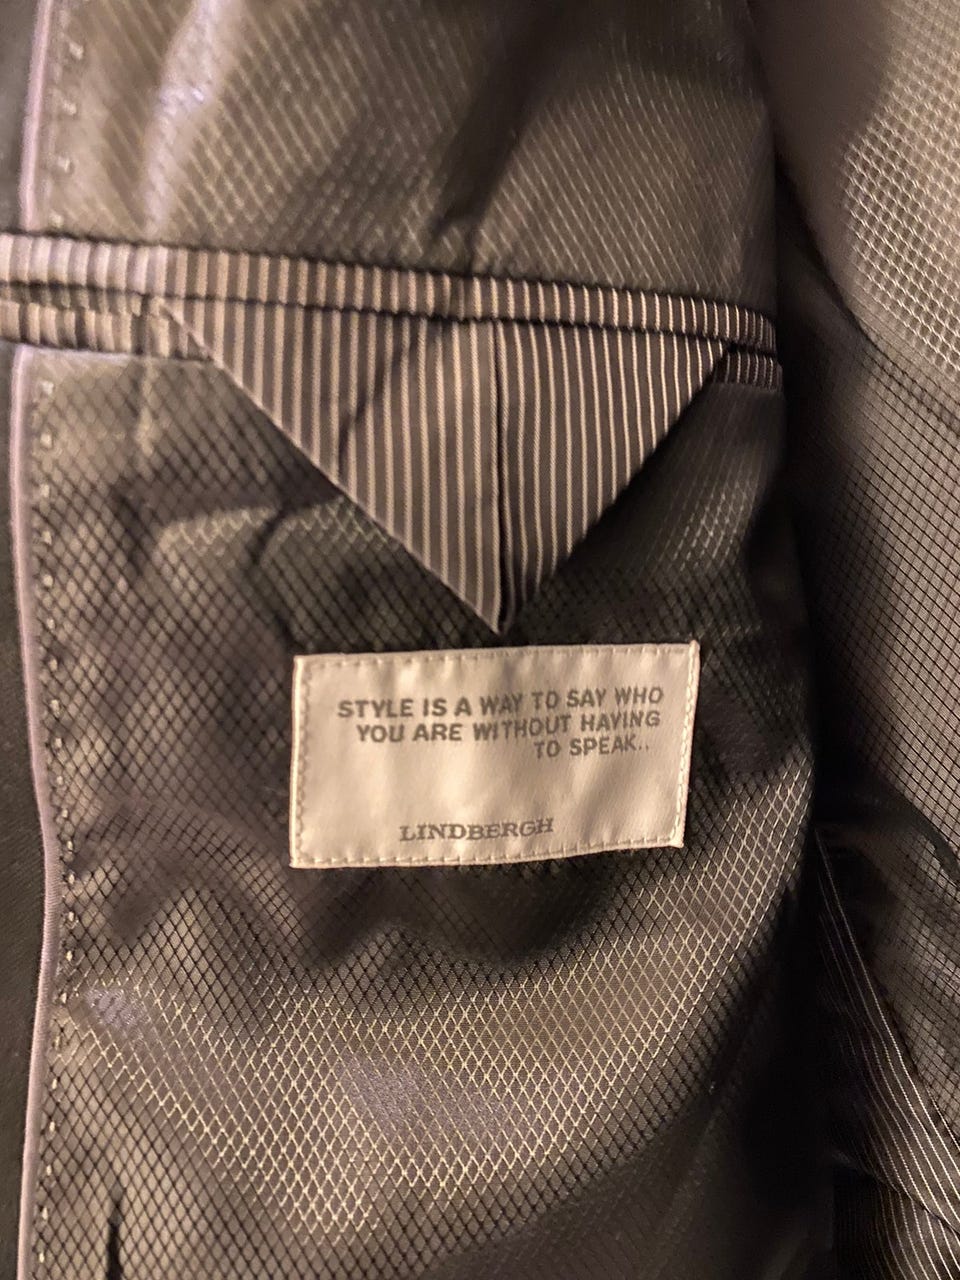 STYLE IS A WAY TO SAY WHO
YOU ARE WITHOUT HAVING
TO SPEAK..
LINDBERGH